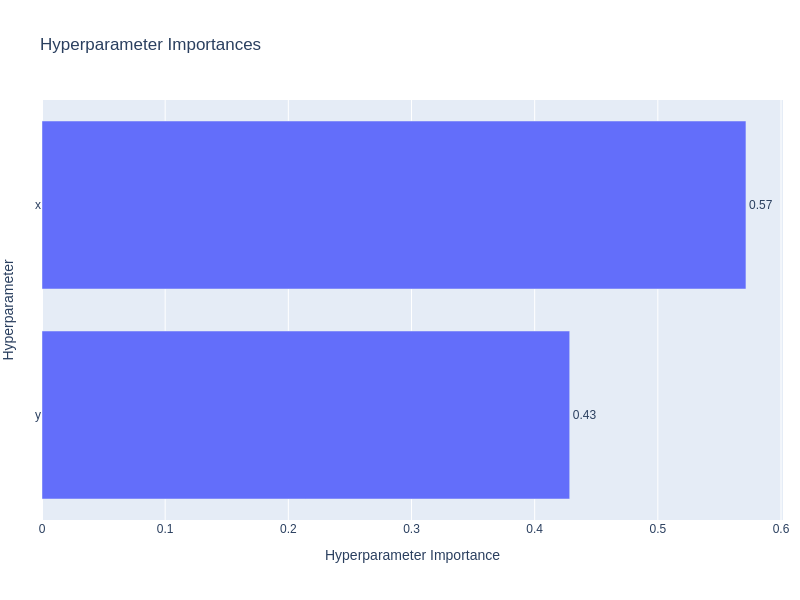 Hyperparameter Importances
Hyperparameter
x
0.57
y
0.43
0 0.1 0.2 0.3 0.4 0.5 0.6
Hyperparameter Importance